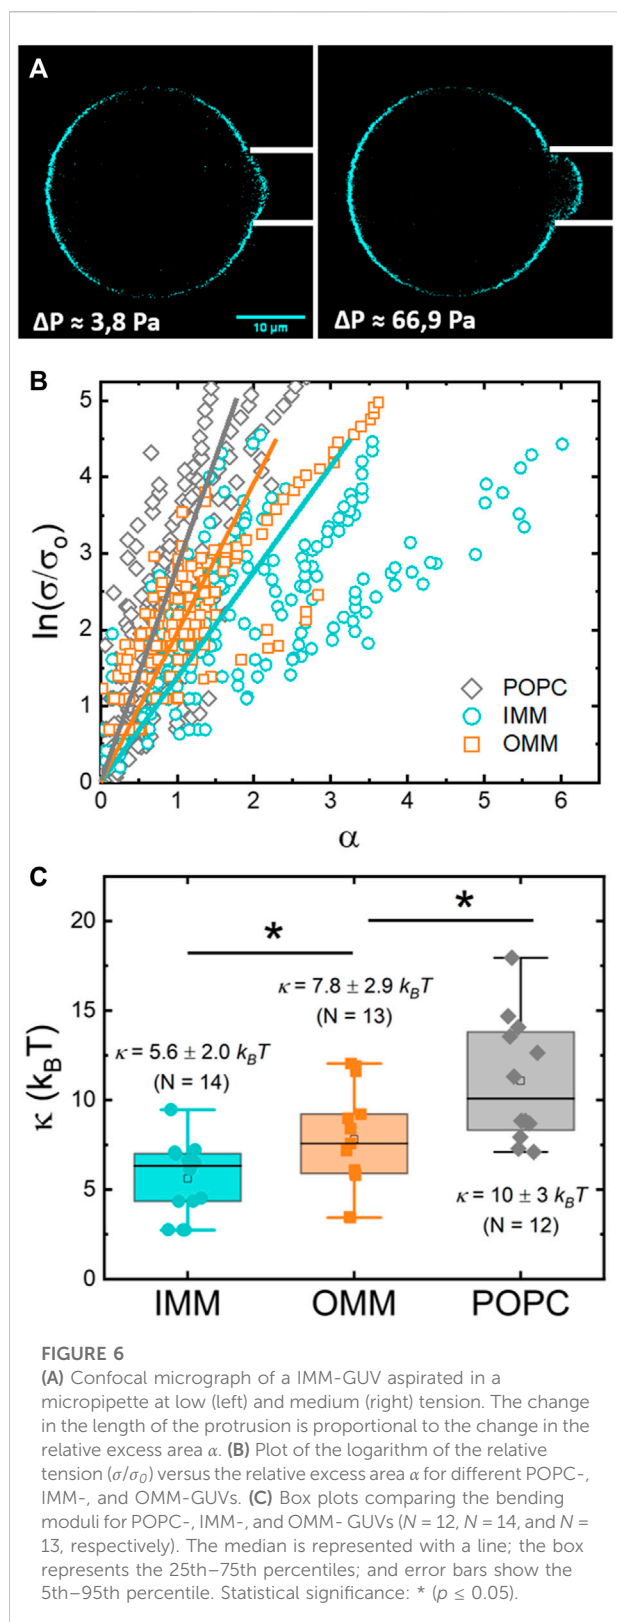 A
ΔP ≈ 3,8 Pa
10 μm
ΔP ≈ 66,9 Pa
B
5
4
3
2
1
0
ln(σ/σo)
POPC
IMM
OMM
0 1 2 3 4 5 6
α
C
20
15
10
5
0
κ (kBT)
*
*
κ = 7.8 ± 2.9 kBT
(N = 13)
κ = 5.6 ± 2.0 kBT
(N = 14)
κ = 10 ± 3 kBT
(N = 12)
IMM OMM POPC
FIGURE 6
(A) Confocal micrograph of a IMM-GUV aspirated in a
micropipette at low (left) and medium (right) tension. The change
in the length of the protrusion is proportional to the change in the
relative excess area α. (B) Plot of the logarithm of the relative
tension (σ/σ0) versus the relative excess area α for different POPC-,
IMM-, and OMM-GUVs. (C) Box plots comparing the bending
moduli for POPC-, IMM-, and OMM- GUVs (N = 12, N = 14, and N =
13, respectively). The median is represented with a line; the box
represents the 25th–75th percentiles; and error bars show the
5th–95th percentile. Statistical significance: * (p ≤ 0.05).